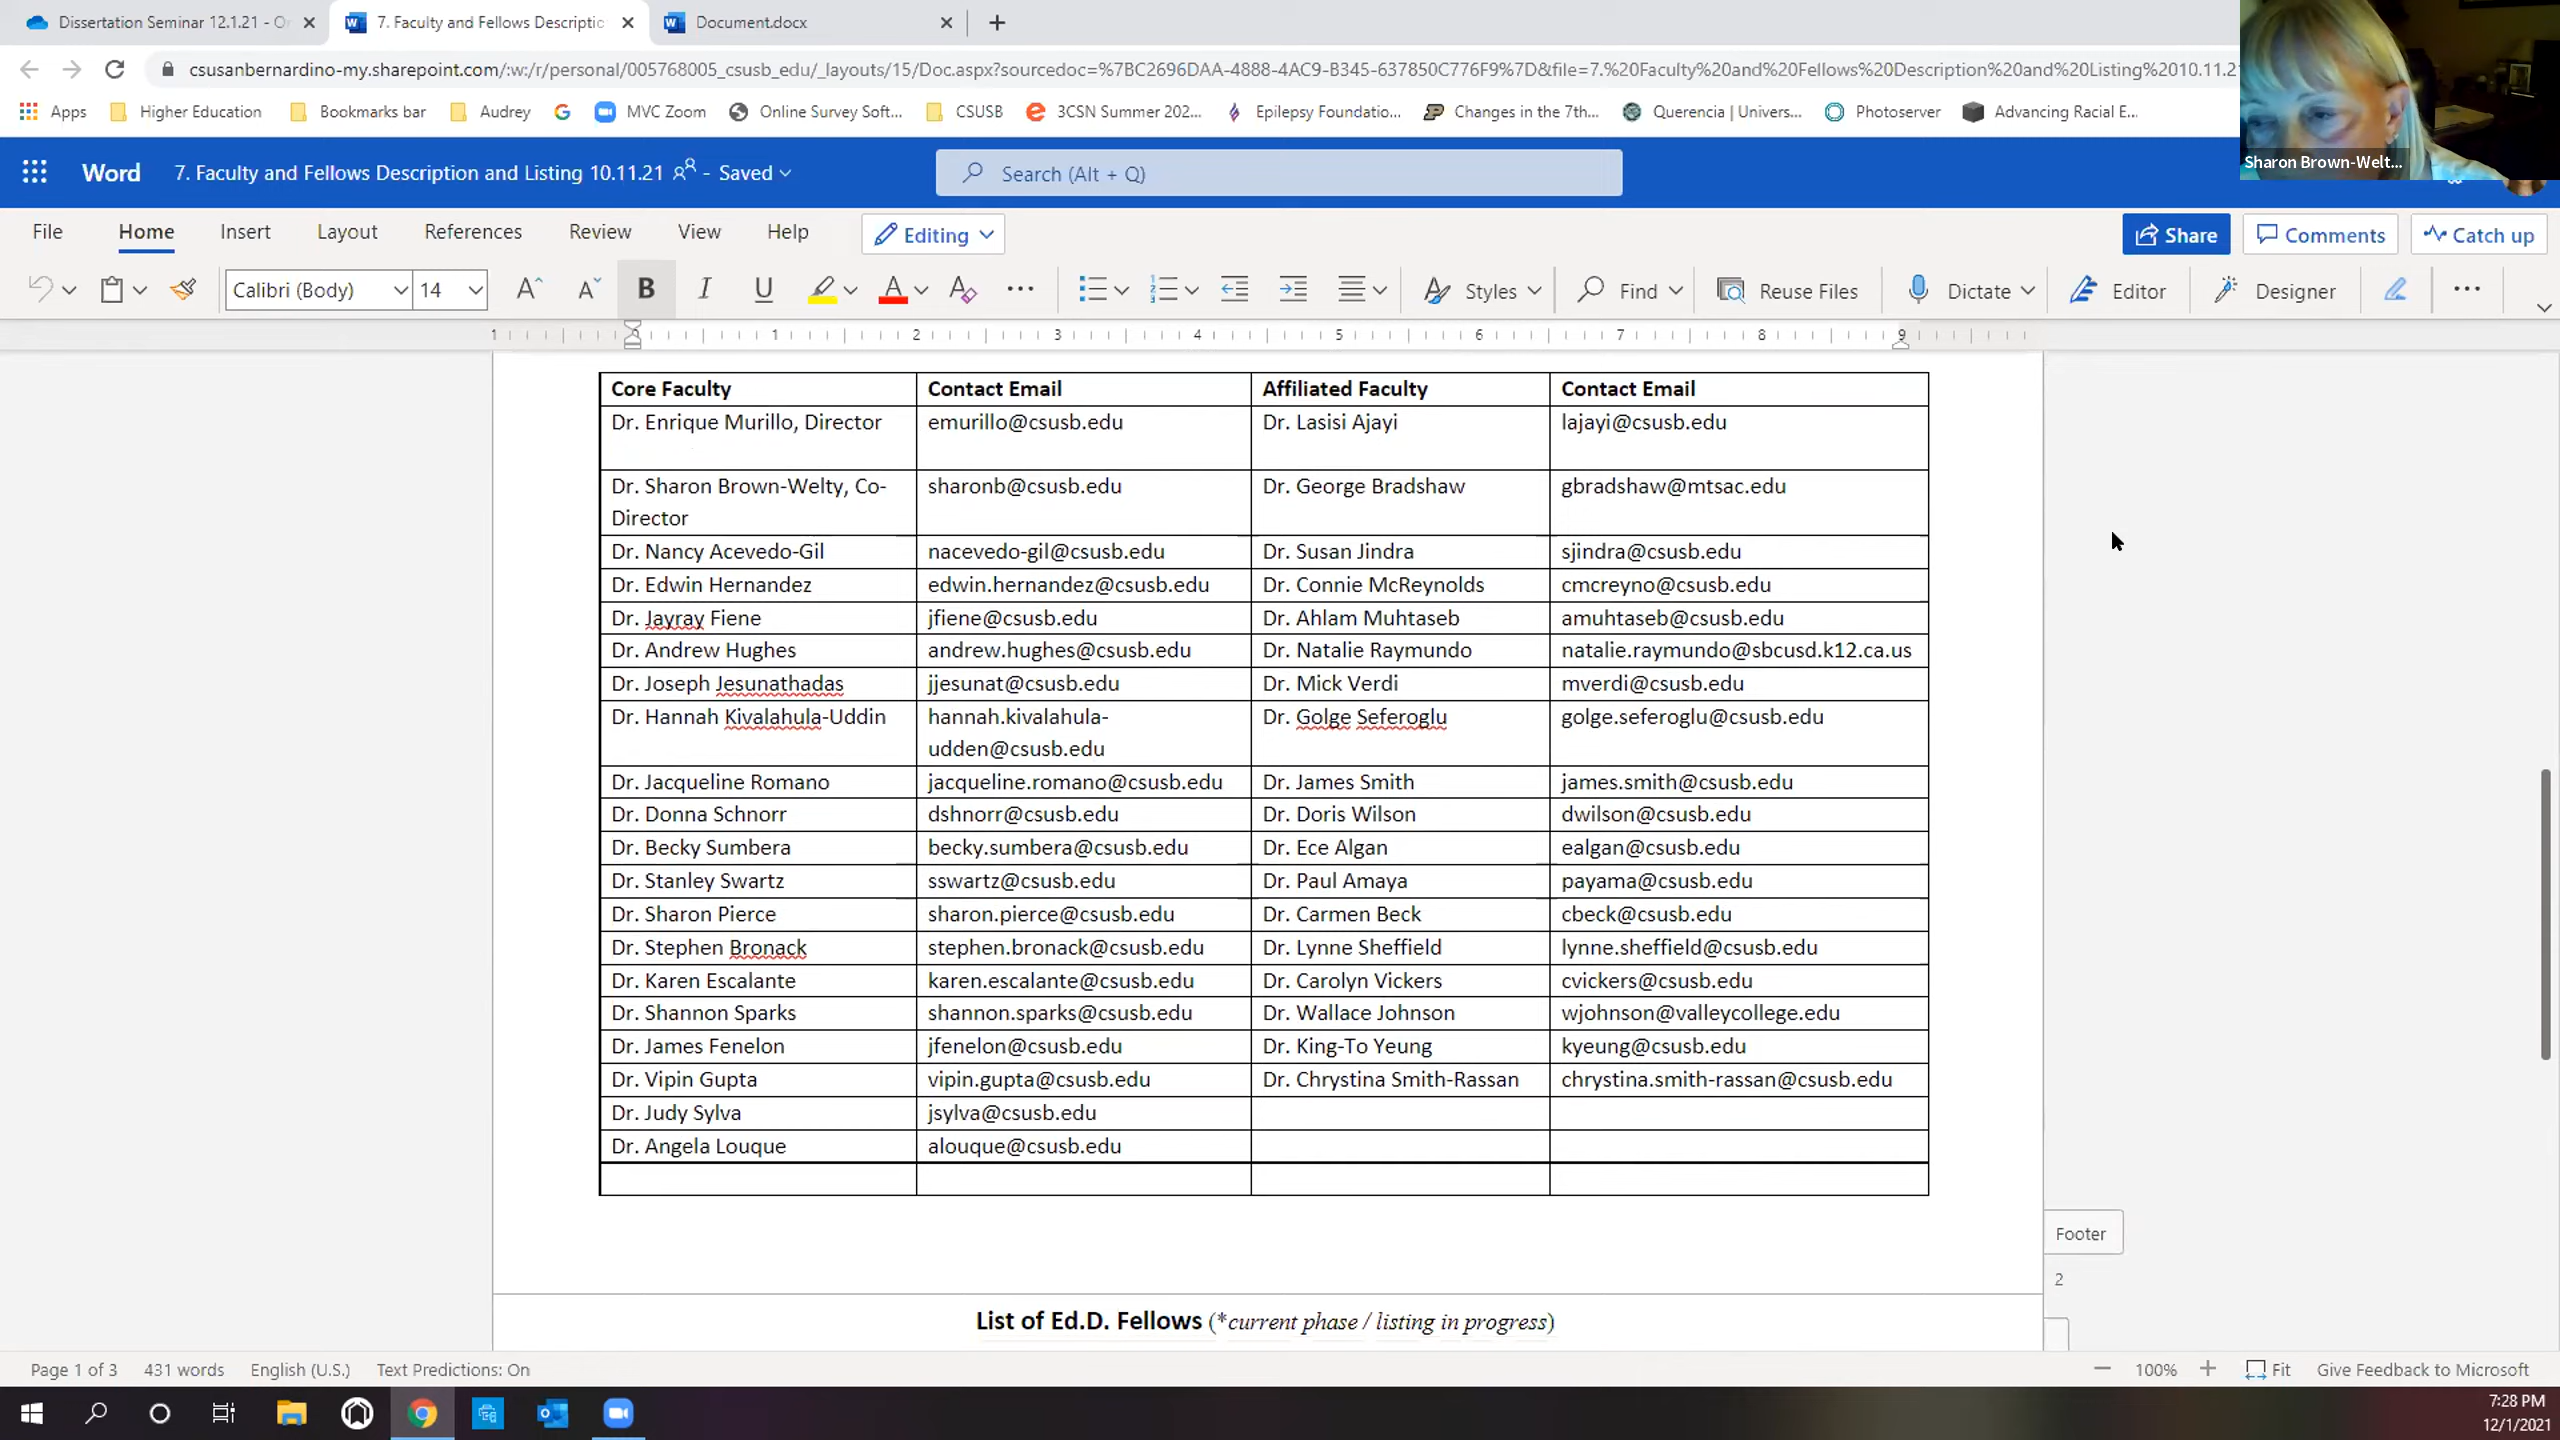 Dissertation Seminar 12.1.21 - O
7. Faculty and Fellows Descriptio
Document.docx
csusanbernardino-my.sharepoint.com/:w:/r/personal/005768005_csusb_edu/_layouts/15/Doc.aspx?sourcedoc=%7BC2696DAA-4888-4AC9-B345-637850C776F9%7D&file=7.%20Faculty%20and%20Fellows%20Description%20and%20Listing%2010.11.21
Apps Higher Education Bookmarks bar Audrey MVC Zoom Online Survey Soft... CSUSB 3CSN Summer 202... Epilepsy Foundatio... Changes in the 7th... Querencia | Univers... Photoserver Advancing Racial E...
Sharon Brown-Welt...
Word 7. Faculty and Fellows Description and Listing 10.11.21 - Saved Search (Alt + Q)
File Home Insert Layout References Review View Help Editing Share Comments Catch up
Calibri (Body) 14 B I U A Styles Find Reuse Files Dictate Editor Designer
1 1 2 3 4 5 6 7 8 9
Core Faculty Contact Email Affiliated Faculty Contact Email
Dr. Enrique Murillo, Director emurillo@csusb.edu Dr. Lasisi Ajayi lajayi@csusb.edu
Dr. Sharon Brown-Welty, Co- sharonb@csusb.edu Dr. George Bradshaw gbradshaw@mtsac.edu
Director
Dr. Nancy Acevedo-Gil nacevedo-gil@csusb.edu Dr. Susan Jindra sjindra@csusb.edu
Dr. Edwin Hernandez edwin.hernandez@csusb.edu Dr. Connie McReynolds cmcreyno@csusb.edu
Dr. Jayray Fiene jfiene@csusb.edu Dr. Ahlam Muhtaseb amuhtaseb@csusb.edu
Dr. Andrew Hughes andrew.hughes@csusb.edu Dr. Natalie Raymundo natalie.raymundo@sbcusd.k12.ca.us
Dr. Joseph Jesunathadas jjesunat@csusb.edu Dr. Mick Verdi mverdi@csusb.edu
Dr. Hannah Kivalahula-Uddin hannah.kivalahula- Dr. Golge Seferoglu golge.seferoglu@csusb.edu
udden@csusb.edu
Dr. Jacqueline Romano jacqueline.romano@csusb.edu Dr. James Smith james.smith@csusb.edu
Dr. Donna Schnorr dshnorr@csusb.edu Dr. Doris Wilson dwilson@csusb.edu
Dr. Becky Sumbera becky.sumbera@csusb.edu Dr. Ece Algan ealgan@csusb.edu
Dr. Stanley Swartz sswartz@csusb.edu Dr. Paul Amaya payama@csusb.edu
Dr. Sharon Pierce sharon.pierce@csusb.edu Dr. Carmen Beck cbeck@csusb.edu
Dr. Stephen Bronack stephen.bronack@csusb.edu Dr. Lynne Sheffield lynne.sheffield@csusb.edu
Dr. Karen Escalante karen.escalante@csusb.edu Dr. Carolyn Vickers cvickers@csusb.edu
Dr. Shannon Sparks shannon.sparks@csusb.edu Dr. Wallace Johnson wjohnson@valleycollege.edu
Dr. James Fenelon jfenelon@csusb.edu Dr. King-To Yeung kyeung@csusb.edu
Dr. Vipin Gupta vipin.gupta@csusb.edu Dr. Chrystina Smith-Rassan chrystina.smith-rassan@csusb.edu
Dr. Judy Sylva jsylva@csusb.edu
Dr. Angela Louque alouque@csusb.edu
Footer
2
List of Ed.D. Fellows (*current phase / listing in progress)
Page 1 of 3 431 words English (U.S.) Text Predictions: On 100% Fit Give Feedback to Microsoft
7:28 PM
12/1/2021